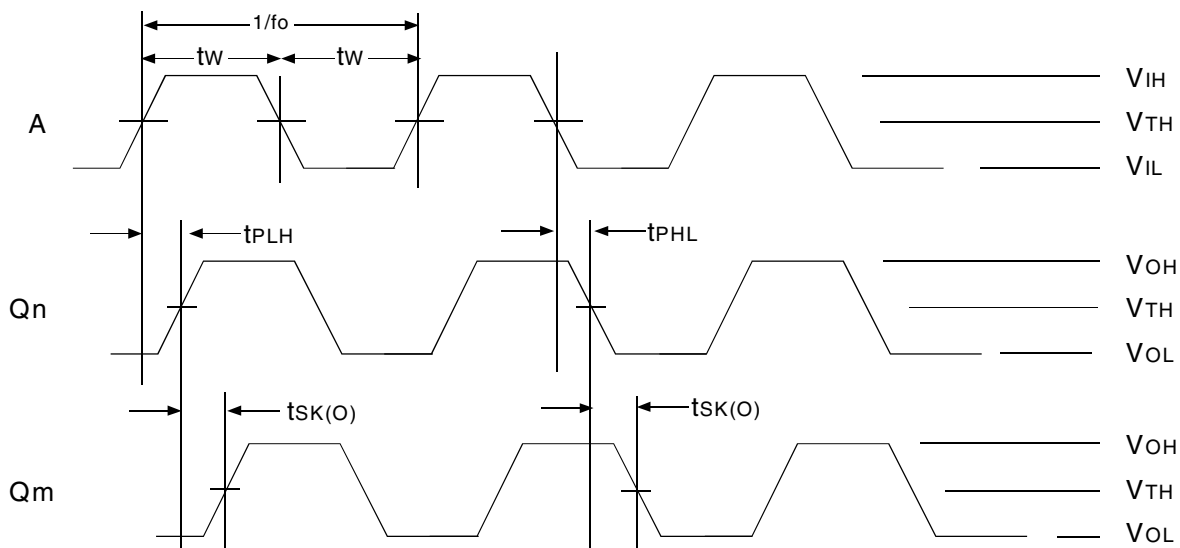 1/fo
tW tW
VIH
A VTH
VIL
tPLH tPHL
VOH
Qn VTH
VOL
tSK(O) tSK(O)
VOH
Qm VTH
VOL